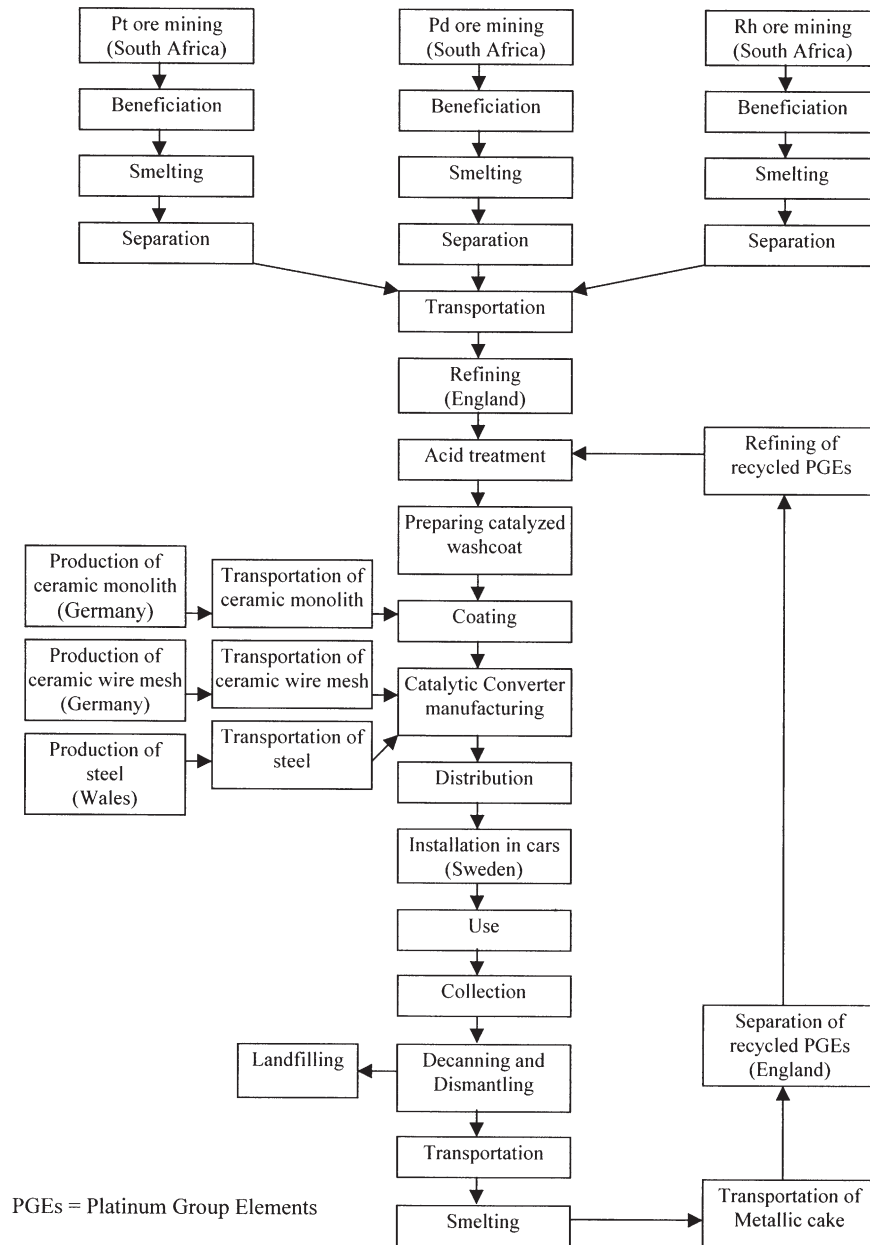 Pt ore mining
(South Africa)
Pd ore mining
(South Africa)
Rh ore mining
(South Africa)
Beneficiation
Beneficiation
Beneficiation
Smelting
Smelting
Smelting
Separation
Separation
Separation
Transportation
Refining
(England)
Acid treatment
Refining of
recycled PGEs
Preparing catalyzed
washcoat
Production of
ceramic monolith
(Germany)
Transportation of
ceramic monolith
Coating
Production of
ceramic wire mesh
(Germany)
Transportation of
ceramic wire mesh
Catalytic Converter
manufacturing
Production of
steel
(Wales)
Transportation of
steel
Distribution
Installation in cars
(Sweden)
Use
Collection
Separation of
recycled PGEs
(England)
Landfilling
Decanning and
Dismantling
Transportation
PGEs = Platinum Group Elements
Smelting
Transportation of
Metallic cake